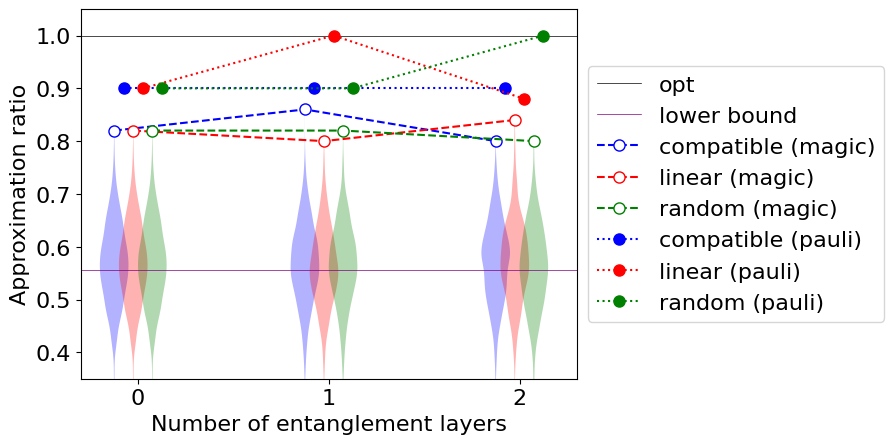 1.0
0.9
0.8
0.7
0.6
0.5
0.4
Approximation ratio
0 1 2
Number of entanglement layers
opt
lower bound
compatible (magic)
linear (magic)
random (magic)
compatible (pauli)
linear (pauli)
random (pauli)